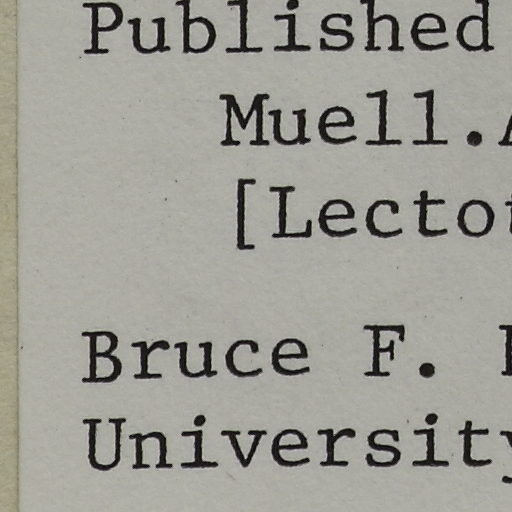 Published
Muell.
[Lecto
Bruce F.
University